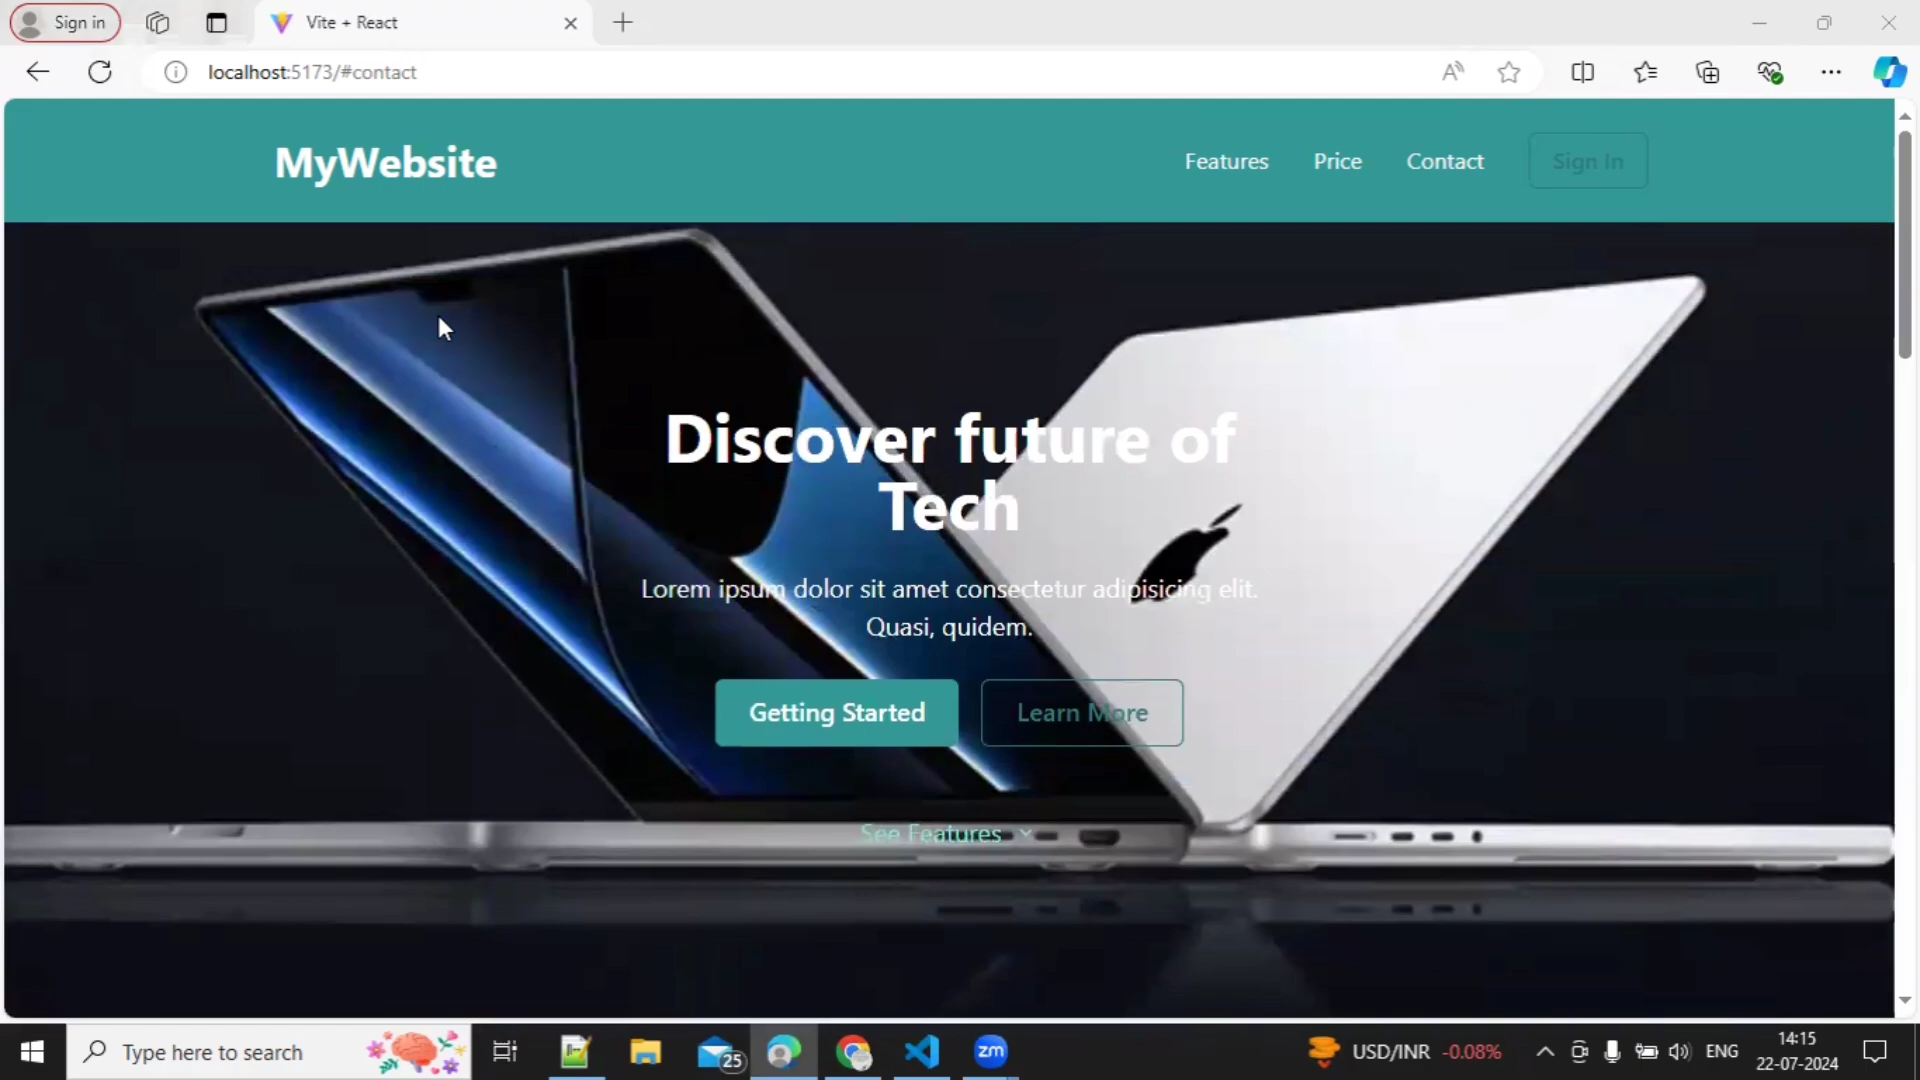 Sign in
Vite + React
localhost:5173/#contact
MyWebsite
Features
Price
Contact
Sign In
Discover future of
Tech
Lorem ipsum dolor sit amet consectetur adipisicing elit.
Quasi, quidem.
Getting Started
Learn More
See Features
Type here to search
25
zm
USD/INR -0.08%
ENG
14:15
22-07-2024